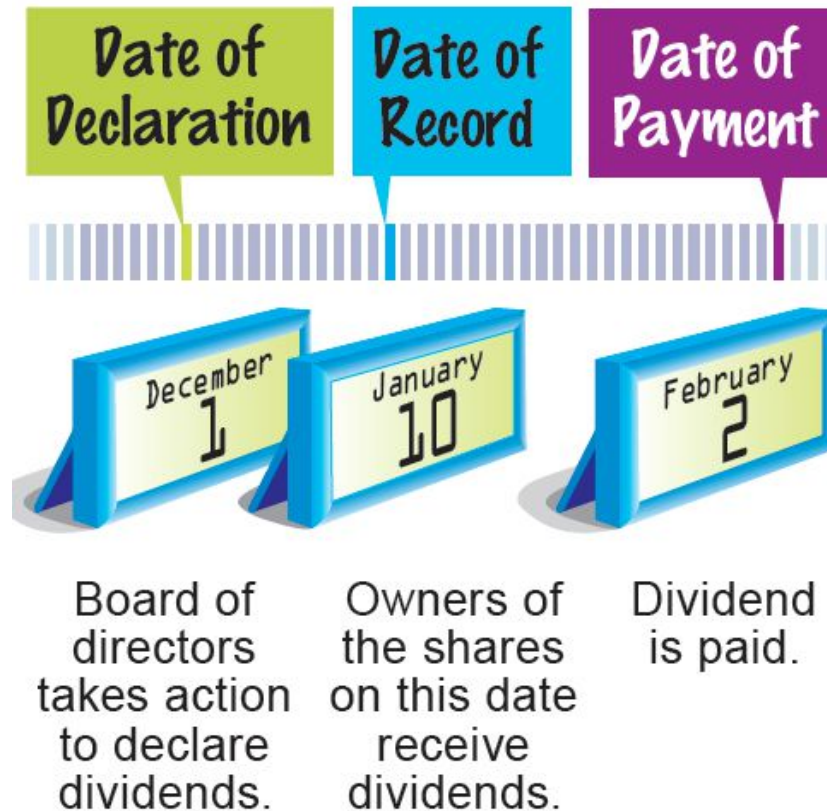 Date of
Declaration
Date of
Record
Date of
Payment
December
1
January
10
February
2
Board of
directors
takes action
to declare
dividends.
Owners of
the shares
on this date
receive
dividends.
Dividend
is paid.